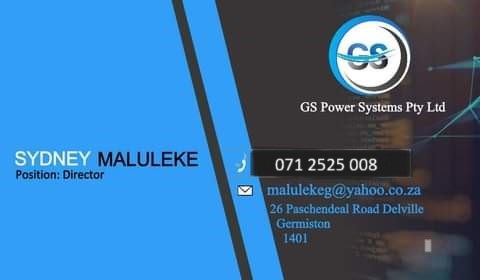 GS
GS Power Systems Pty Ltd
SYDNEY MALULEKE
Position: Director
071 2525 008
malulekeg@yahoo.co.za
26 Paschendeal Road Delville
Germiston
1401